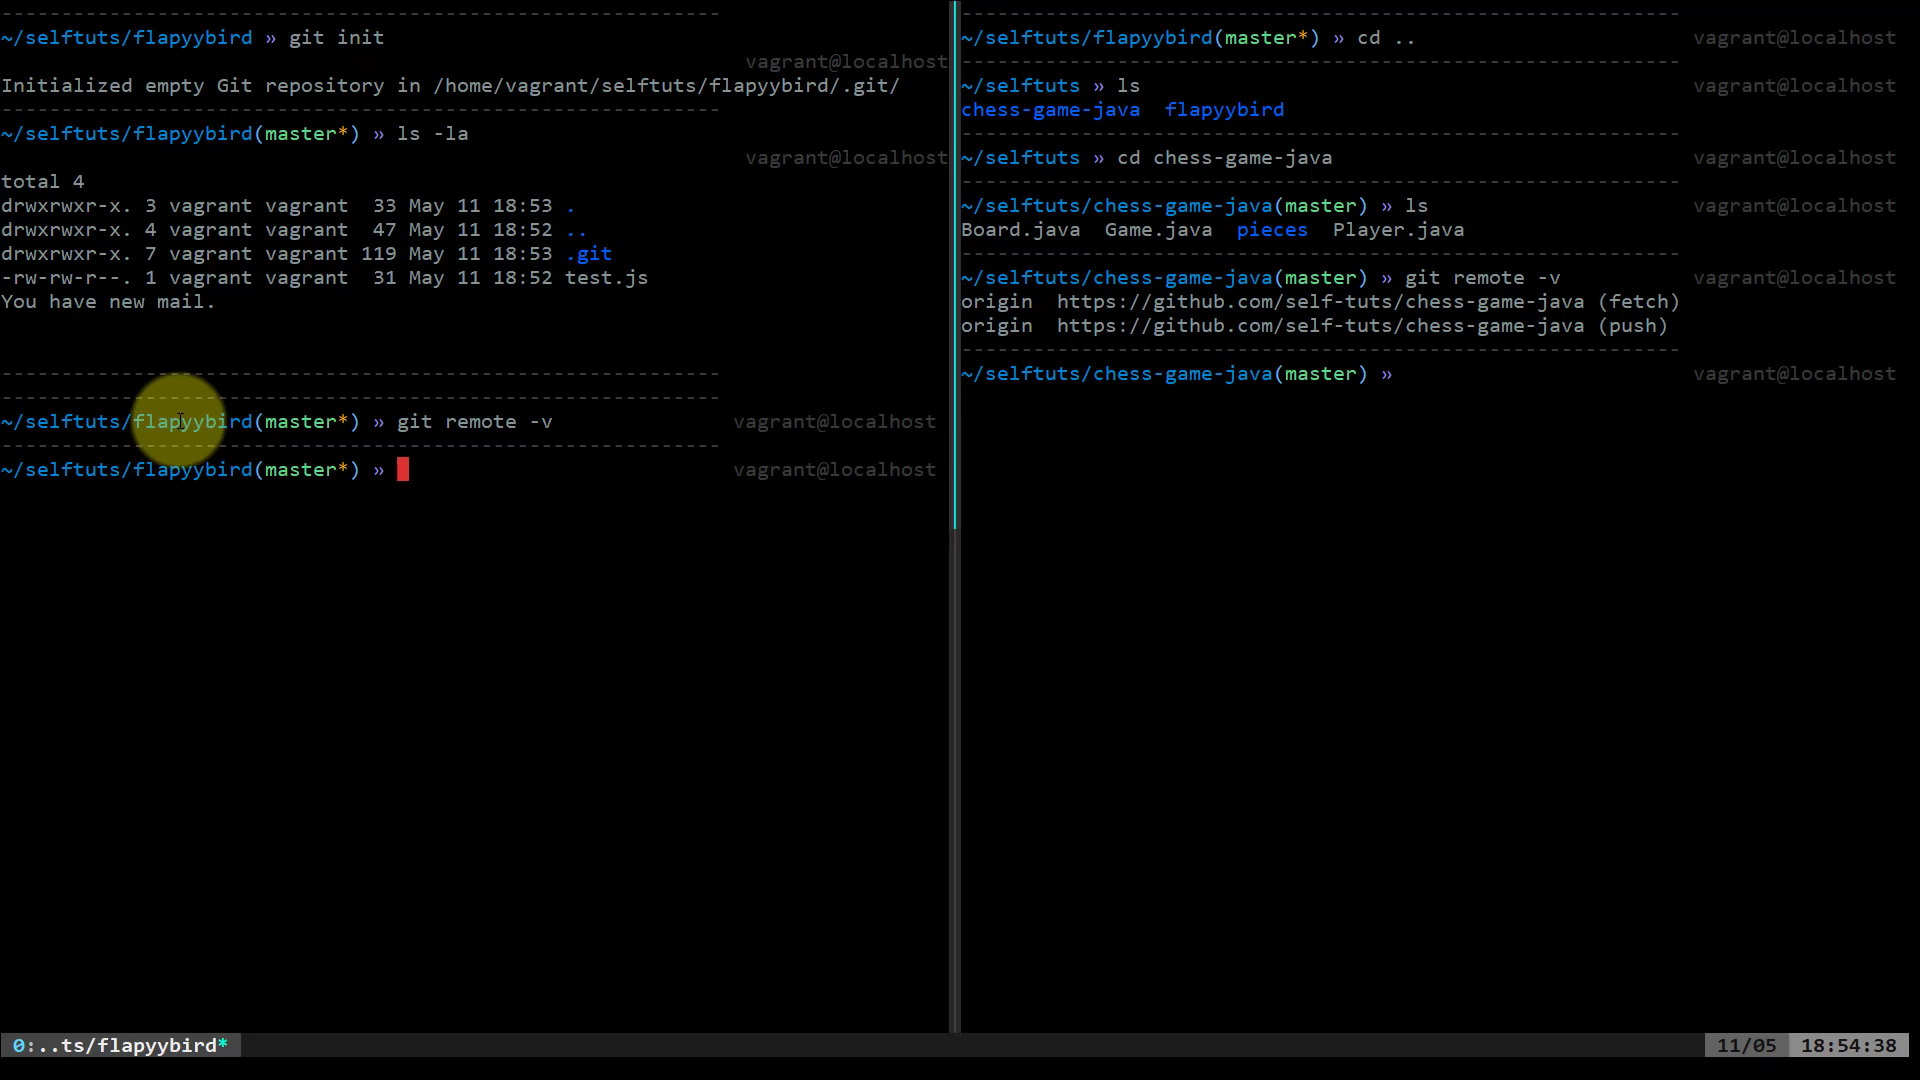 ~/selftuts/flapyybird » git init
vagrant@localhost
Initialized empty Git repository in /home/vagrant/selftuts/flapyybird/.git/
~/selftuts/flapyybird(master*) » ls -la
vagrant@localhost
total 4
drwxrwxr-x. 3 vagrant vagrant  33 May 11 18:53 .
drwxrwxr-x. 4 vagrant vagrant  47 May 11 18:52 ..
drwxrwxr-x. 7 vagrant vagrant 119 May 11 18:53 .git
-rw-rw-r--. 1 vagrant vagrant  31 May 11 18:52 test.js
You have new mail.
~/selftuts/flapyybird(master*) » git remote -v vagrant@localhost
~/selftuts/flapyybird(master*) » vagrant@localhost
~/selftuts/flapyybird(master*) » cd .. vagrant@localhost
~/selftuts » ls vagrant@localhost
chess-game-java  flapyybird
~/selftuts » cd chess-game-java vagrant@localhost
~/selftuts/chess-game-java(master) » ls vagrant@localhost
Board.java  Game.java  pieces  Player.java
~/selftuts/chess-game-java(master) » git remote -v vagrant@localhost
origin  https://github.com/self-tuts/chess-game-java (fetch)
origin  https://github.com/self-tuts/chess-game-java (push)
~/selftuts/chess-game-java(master) » vagrant@localhost
0:..ts/flapyybird* 11/05 18:54:38